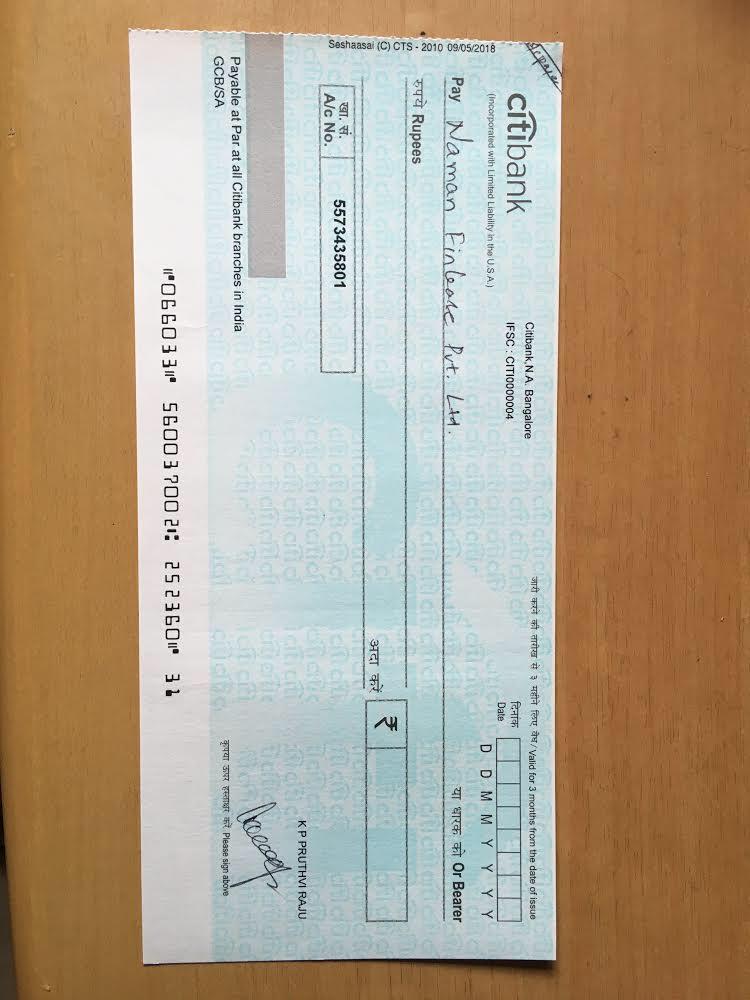 citibank
(Incorporated with Limited Liability in the U.S.A.)
Citibank,N.A. Bangalore
IFSC : CITI0000004
जारी करने की तारीख से ३ महीने लिए वैध / Valid for 3 months from the date of issue
दिनांक
Date
D D M M Y Y Y Y
Pay Naman Finlease Pvt. Ltd.
या धारक को Or Bearer
रुपये Rupees
अदा करें ₹
खा. सं.
A/c No. 5573435801
K P PRUTHVI RAJU
Payable at Par at all Citibank branches in India
GCB/SA
कृपया ऊपर हस्ताक्षर करें Please sign above
⑈066033⑈ 560037002⑆ 252360⑈ 31
Seshaasai (C) CTS - 2010 09/05/2018